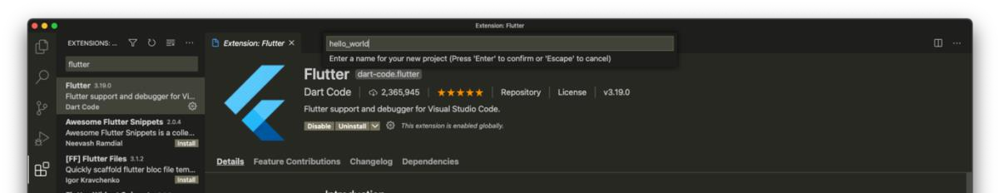 Extension: Flutter
EXTENSIONS: ...
Extension: Flutter
hello_world
Enter a name for your new project (Press 'Enter' to confirm or 'Escape' to cancel)
flutter
Flutter 3.19.0
Flutter support and debugger for Vi...
Dart Code
Awesome Flutter Snippets 2.0.4
Awesome Flutter Snippets is a colle...
Neevash Ramdial Install
[FF] Flutter Files 3.1.2
Quickly scaffold flutter bloc file tem...
Igor Kravchenko Install
Flutter dart-code.flutter
Dart Code 2,365,945 ★★★★★ Repository License v3.19.0
Flutter support and debugger for Visual Studio Code.
Disable Uninstall This extension is enabled globally.
Details Feature Contributions Changelog Dependencies